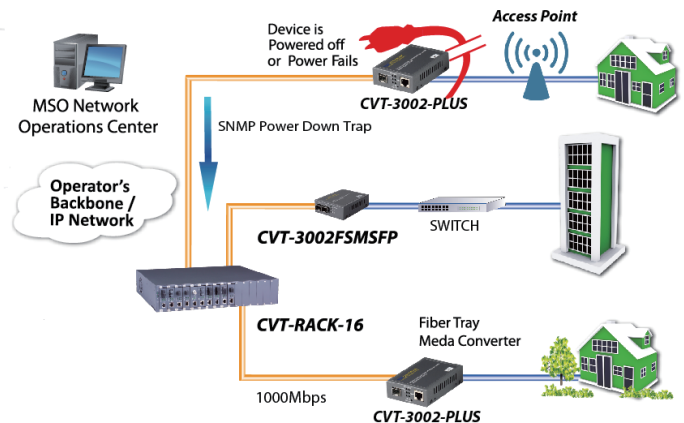 Access Point
Device is
Powered off
or Power Fails
CVT-3002-PLUS
MSO Network
Operations Center
SNMP Power Down Trap
Operator's
Backbone /
IP Network
SWITCH
CVT-3002FSMSFP
CVT-RACK-16
Fiber Tray
Meda Converter
1000Mbps
CVT-3002-PLUS